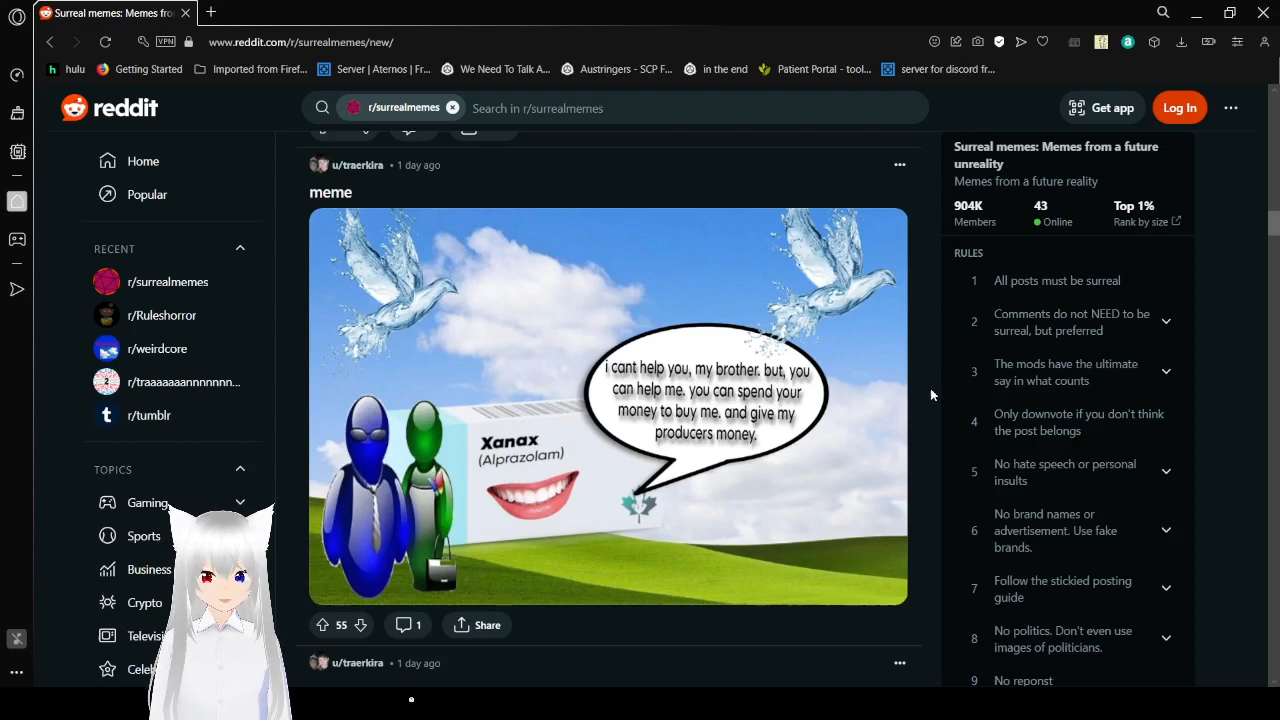 Surreal memes: Memes fro
www.reddit.com/r/surrealmemes/new/
VPN
hulu
Getting Started
Imported from Firef...
Server | Aternos | Fr...
We Need To Talk A...
Austringers - SCP F...
in the end
Patient Portal - tool...
server for discord fr...
reddit
r/surrealmemes
Search in r/surrealmemes
Get app
Log In
Home
Popular
RECENT
r/surrealmemes
r/Ruleshorror
r/weirdcore
r/traaaaaaannnnnnn...
r/tumblr
TOPICS
Gaming
Sports
Business
Crypto
Televisi
Celeb
u/traerkira • 1 day ago
meme
i cant help you, my brother. but, you
can help me. you can spend your
money to buy me. and give my
producers money.
Xanax
(Alprazolam)
55
1
Share
u/traerkira • 1 day ago
Surreal memes: Memes from a future
unreality
Memes from a future reality
904K 43 Top 1%
Members Online Rank by size
RULES
1 All posts must be surreal
2 Comments do not NEED to be
surreal, but preferred
3 The mods have the ultimate
say in what counts
4 Only downvote if you don't think
the post belongs
5 No hate speech or personal
insults
6 No brand names or
advertisement. Use fake
brands.
7 Follow the stickied posting
guide
8 No politics. Don't even use
images of politicians.
9 No reponst